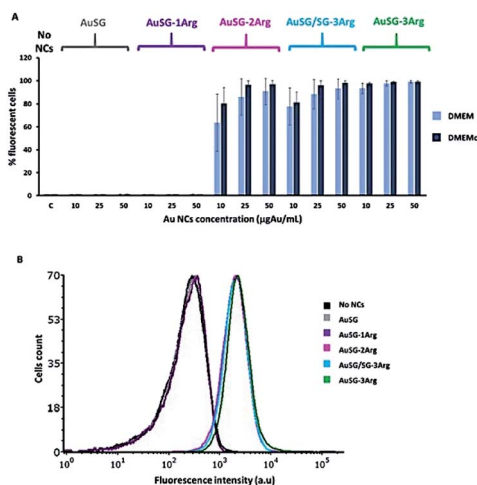 A
No NCs
AuSG
AuSG-1Arg
AuSG-2Arg
AuSG/SG-3Arg
AuSG-3Arg
% fluorescent cells
120
100
80
60
40
20
0
C 10 25 50 10 25 50 10 25 50 10 25 50 10 25 50
Au NCs concentration (µgAu/mL)
DMEM
DMEMc
B
Cells count
70
53
35
18
0
10⁰ 10¹ 10² 10³ 10⁴ 10⁵
Fluorescence intensity (a.u)
No NCs
AuSG
AuSG-1Arg
AuSG-2Arg
AuSG/SG-3Arg
AuSG-3Arg